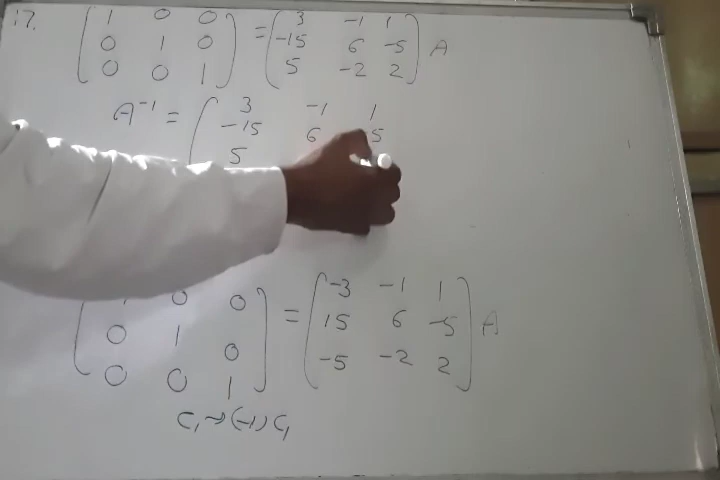 17. ( 1 0 0 = ( 3 -1 1
0 1 0 -15 6 -5
0 0 1 ) 5 -2 2 ) A
A⁻¹ = ( 3 -1 1
-15 6 5
5
0 0 = ( -3 -1 1
0 1 0 15 6 -5 A
0 0 1 ) -5 -2 2 )
C₁ → (-1) C₁